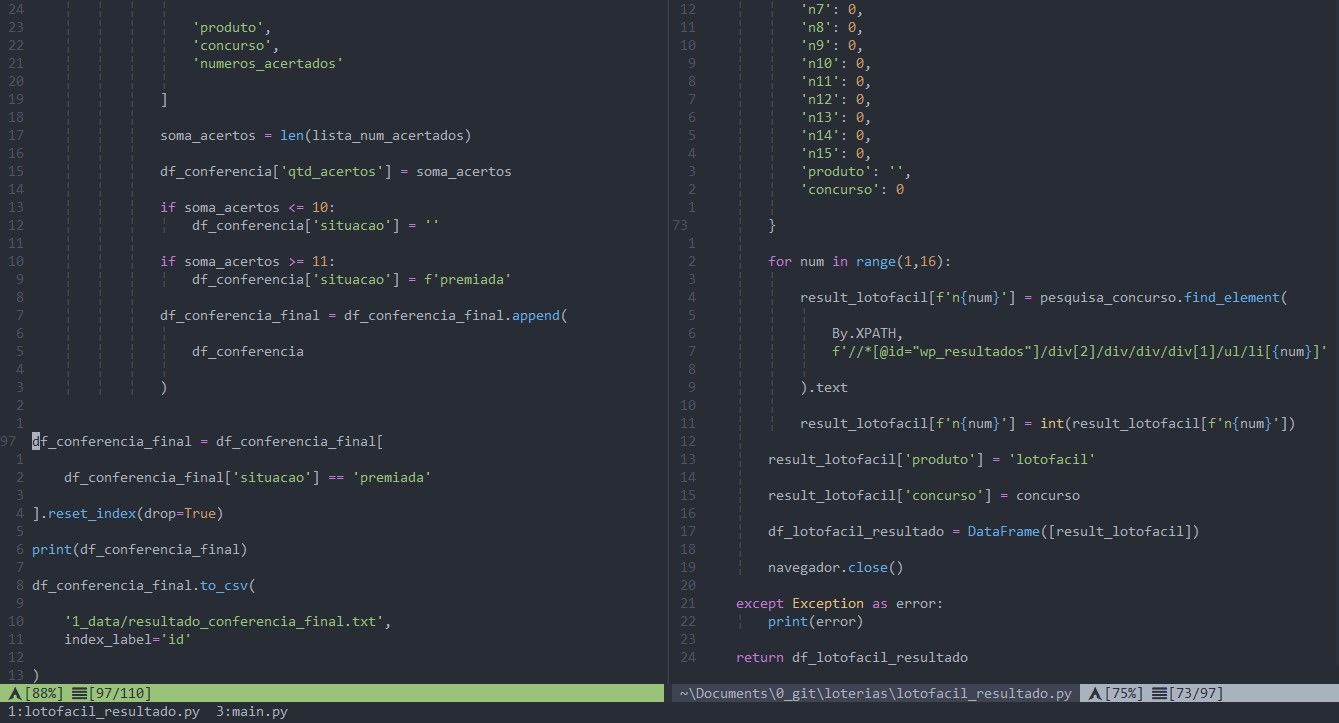 24
23 'produto',
22 'concurso',
21 'numeros_acertados'
20
19 ]
18
17 soma_acertos = len(lista_num_acertados)
16
15 df_conferencia['qtd_acertos'] = soma_acertos
14
13 if soma_acertos <= 10:
12 df_conferencia['situacao'] = ''
11
10 if soma_acertos >= 11:
9 df_conferencia['situacao'] = f'premiada'
8
7 df_conferencia_final = df_conferencia_final.append(
6
5 df_conferencia
4
3 )
2
1
97 df_conferencia_final = df_conferencia_final[
1
2 df_conferencia_final['situacao'] == 'premiada'
3
4 ].reset_index(drop=True)
5
6 print(df_conferencia_final)
7
8 df_conferencia_final.to_csv(
9
10 '1_data/resultado_conferencia_final.txt',
11 index_label='id'
12
13 )
[88%] [97/110]
12 'n7': 0,
11 'n8': 0,
10 'n9': 0,
9 'n10': 0,
8 'n11': 0,
7 'n12': 0,
6 'n13': 0,
5 'n14': 0,
4 'n15': 0,
3 'produto': '',
2 'concurso': 0
1
73 }
1
2 for num in range(1,16):
3
4 result_lotofacil[f'n{num}'] = pesquisa_concurso.find_element(
5
6 By.XPATH,
7 f'//*[@id="wp_resultados"]/div[2]/div/div/div[1]/ul/li[{num}]'
8
9 ).text
10
11 result_lotofacil[f'n{num}'] = int(result_lotofacil[f'n{num}'])
12
13 result_lotofacil['produto'] = 'lotofacil'
14
15 result_lotofacil['concurso'] = concurso
16
17 df_lotofacil_resultado = DataFrame([result_lotofacil])
18
19 navegador.close()
20
21 except Exception as error:
22 print(error)
23
24 return df_lotofacil_resultado
~\Documents\0_git\loterias\lotofacil_resultado.py [75%] [73/97]
1:lotofacil_resultado.py 3:main.py